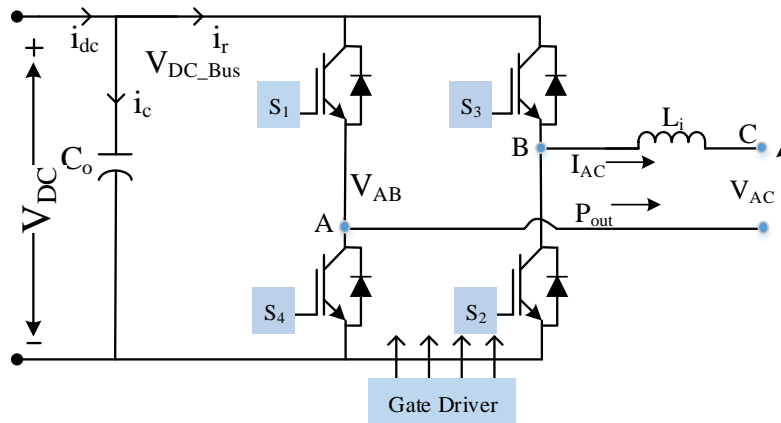 i_dc
i_r
+
V_DC_Bus
i_c
S_1
S_3
L_i
C
B
I_AC
C_o
V_DC
V_AB
V_AC
P_out
A
S_4
S_2
−
Gate Driver